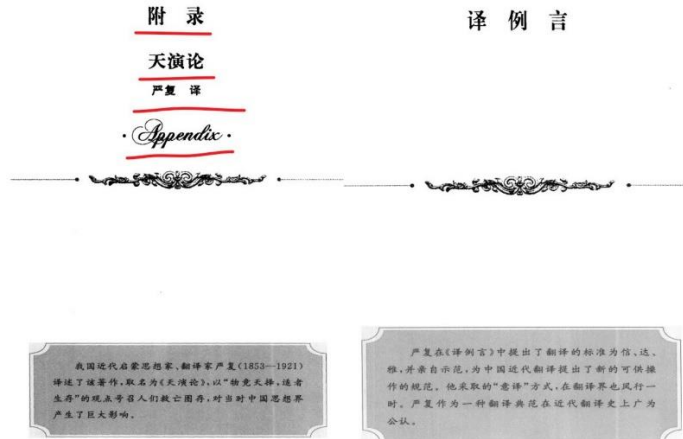 附 录
天演论
严复 译
· Appendix ·
我国近代启蒙思想家、翻译家严复(1853—1921)
译述了该著作,取名为《天演论》,以“物竞天择,适者
生存”的观点号召人们救亡图存,对当时中国思想界
产生了巨大影响。
译 例 言
严复在《译例言》中提出了翻译的标准为信、达、
雅,并亲自示范,为中国近代翻译提出了新的可供操
作的规范。他采取的“意译”方式,在翻译界也风行一
时。严复作为一种翻译典范在近代翻译史上广为
公认。